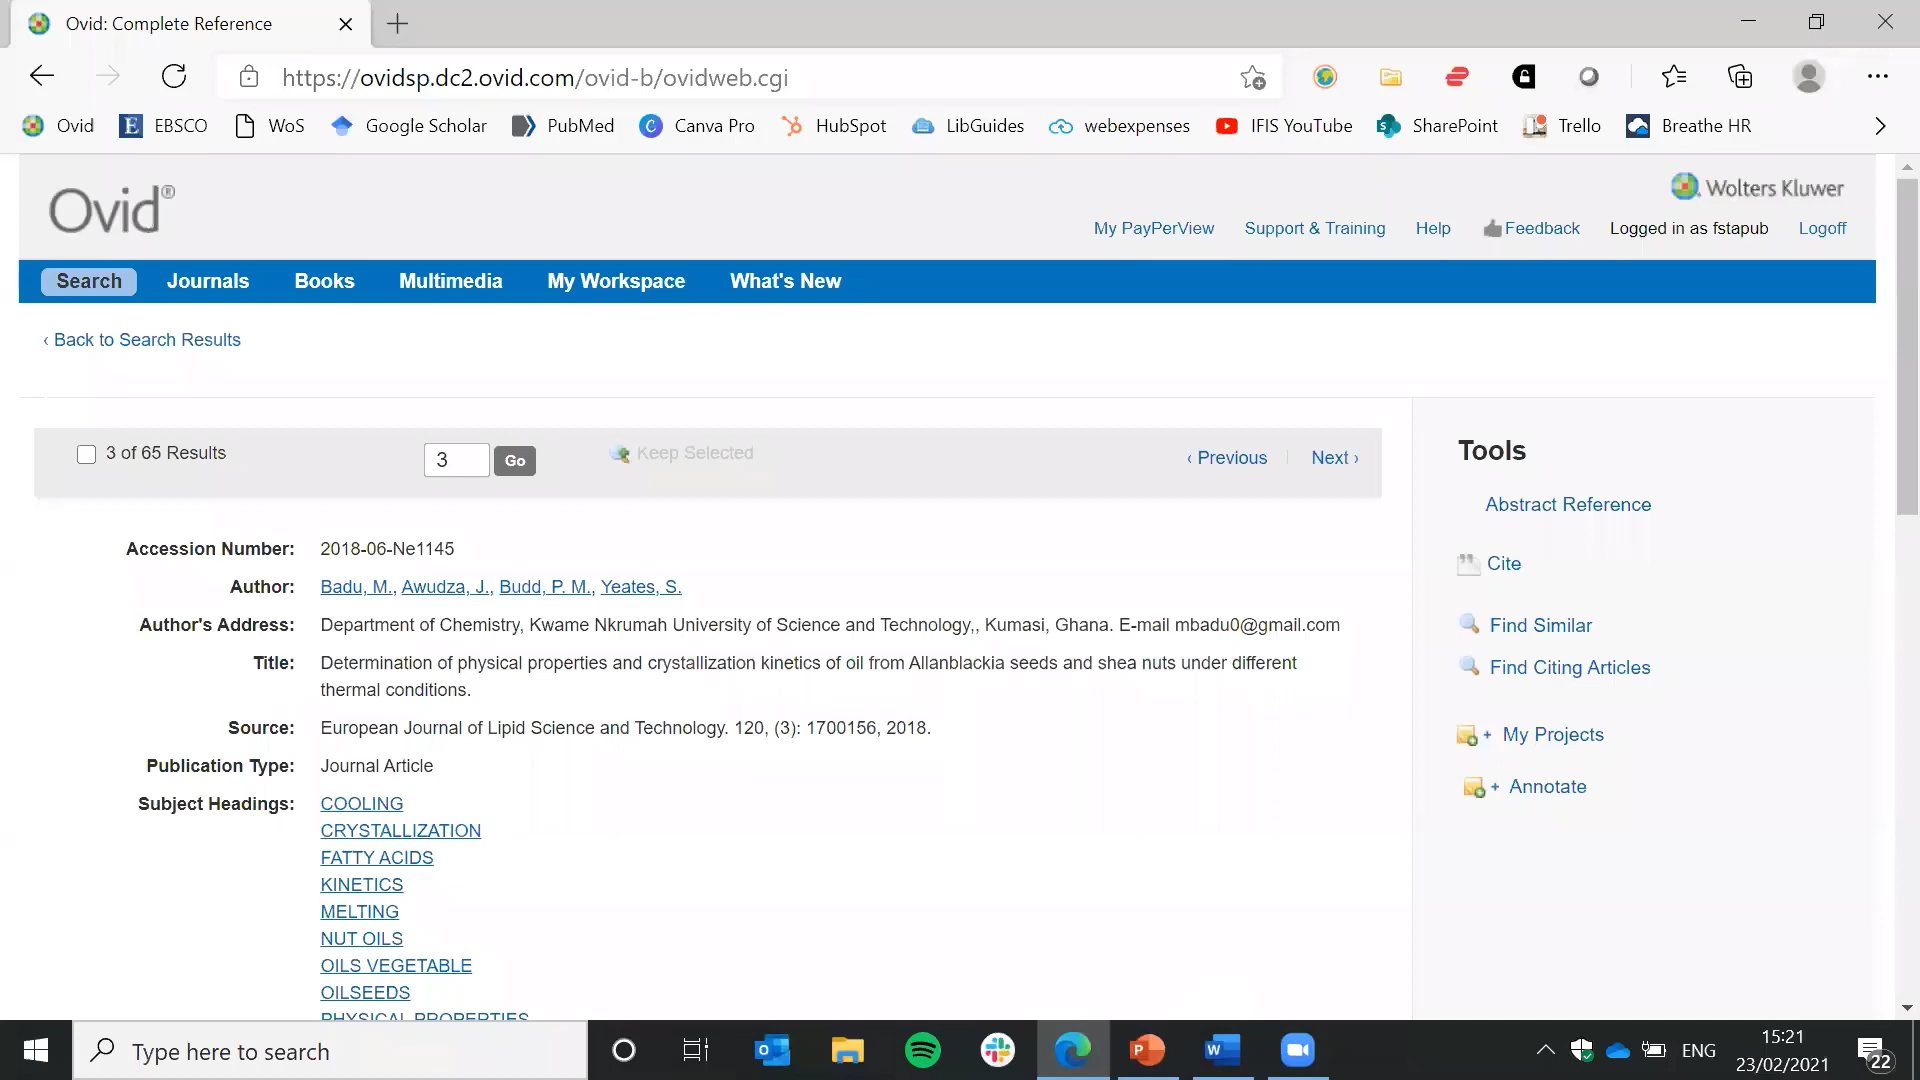 Ovid: Complete Reference
https://ovidsp.dc2.ovid.com/ovid-b/ovidweb.cgi
Ovid EBSCO WoS Google Scholar PubMed Canva Pro HubSpot LibGuides webexpenses IFIS YouTube SharePoint Trello Breathe HR
Ovid®
Wolters Kluwer
My PayPerView Support & Training Help Feedback Logged in as fstapub Logoff
Search Journals Books Multimedia My Workspace What's New
‹ Back to Search Results
3 of 65 Results 3 Go Keep Selected ‹ Previous Next ›
Accession Number: 2018-06-Ne1145
Author: Badu, M., Awudza, J., Budd, P. M., Yeates, S.
Author's Address: Department of Chemistry, Kwame Nkrumah University of Science and Technology,, Kumasi, Ghana. E-mail mbadu0@gmail.com
Title: Determination of physical properties and crystallization kinetics of oil from Allanblackia seeds and shea nuts under different
thermal conditions.
Source: European Journal of Lipid Science and Technology. 120, (3): 1700156, 2018.
Publication Type: Journal Article
Subject Headings: COOLING
CRYSTALLIZATION
FATTY ACIDS
KINETICS
MELTING
NUT OILS
OILS VEGETABLE
OILSEEDS
PHYSICAL PROPERTIES
Tools
Abstract Reference
Cite
Find Similar
Find Citing Articles
+ My Projects
+ Annotate
Type here to search
ENG
15:21
23/02/2021
22